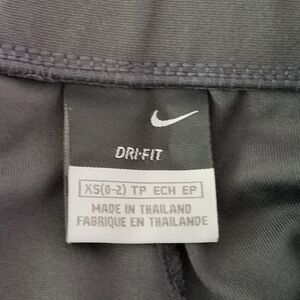 DRI-FIT
XS(0-2) TP ECH EP
MADE IN THAILAND
FABRIQUE EN THAILANDE